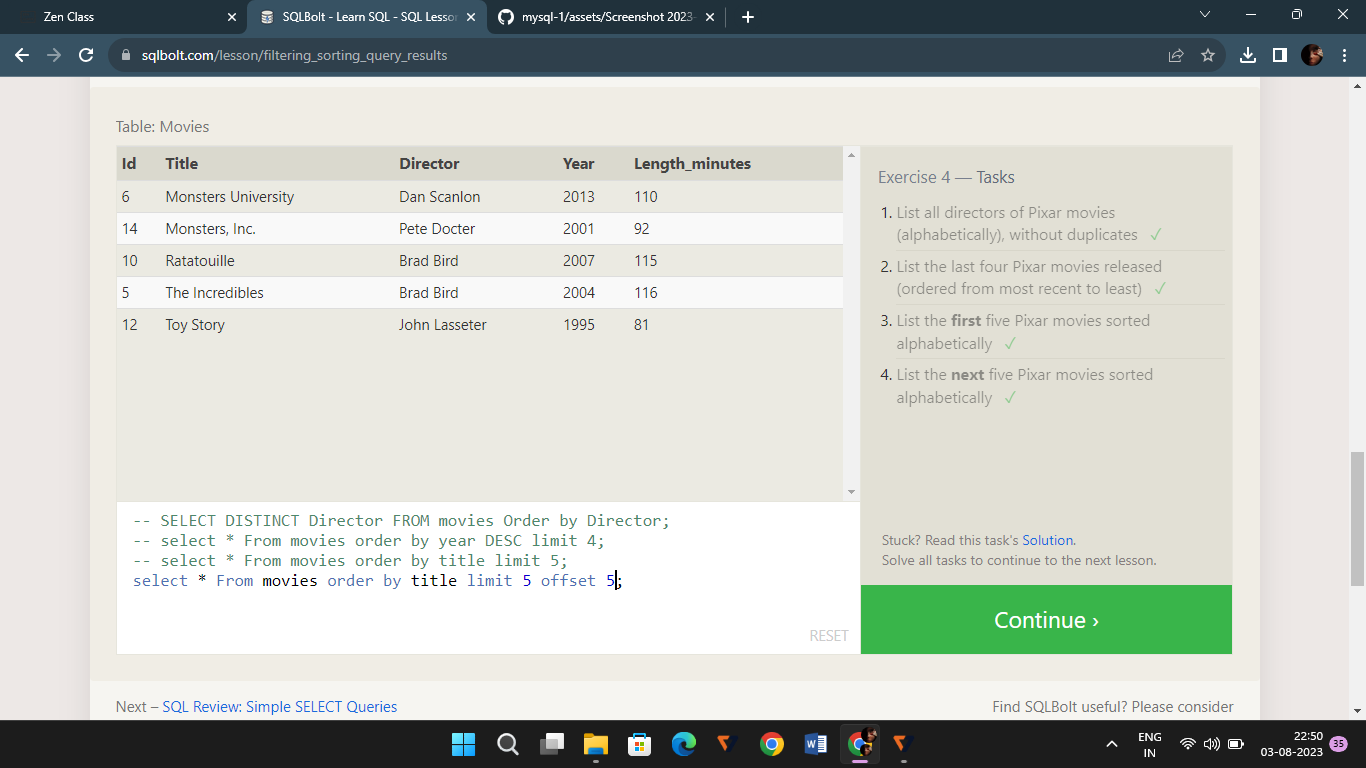 Zen Class
SQLBolt - Learn SQL - SQL Lesson
mysql-1/assets/Screenshot 2023-
sqlbolt.com/lesson/filtering_sorting_query_results
Table: Movies
Id Title Director Year Length_minutes
6 Monsters University Dan Scanlon 2013 110
14 Monsters, Inc. Pete Docter 2001 92
10 Ratatouille Brad Bird 2007 115
5 The Incredibles Brad Bird 2004 116
12 Toy Story John Lasseter 1995 81
-- SELECT DISTINCT Director FROM movies Order by Director;
-- select * From movies order by year DESC limit 4;
-- select * From movies order by title limit 5;
select * From movies order by title limit 5 offset 5;
RESET
Exercise 4 — Tasks
1. List all directors of Pixar movies
(alphabetically), without duplicates ✓
2. List the last four Pixar movies released
(ordered from most recent to least) ✓
3. List the first five Pixar movies sorted
alphabetically ✓
4. List the next five Pixar movies sorted
alphabetically ✓
Stuck? Read this task's Solution.
Solve all tasks to continue to the next lesson.
Continue ›
Next – SQL Review: Simple SELECT Queries
Find SQLBolt useful? Please consider
ENG
IN
22:50
03-08-2023
35